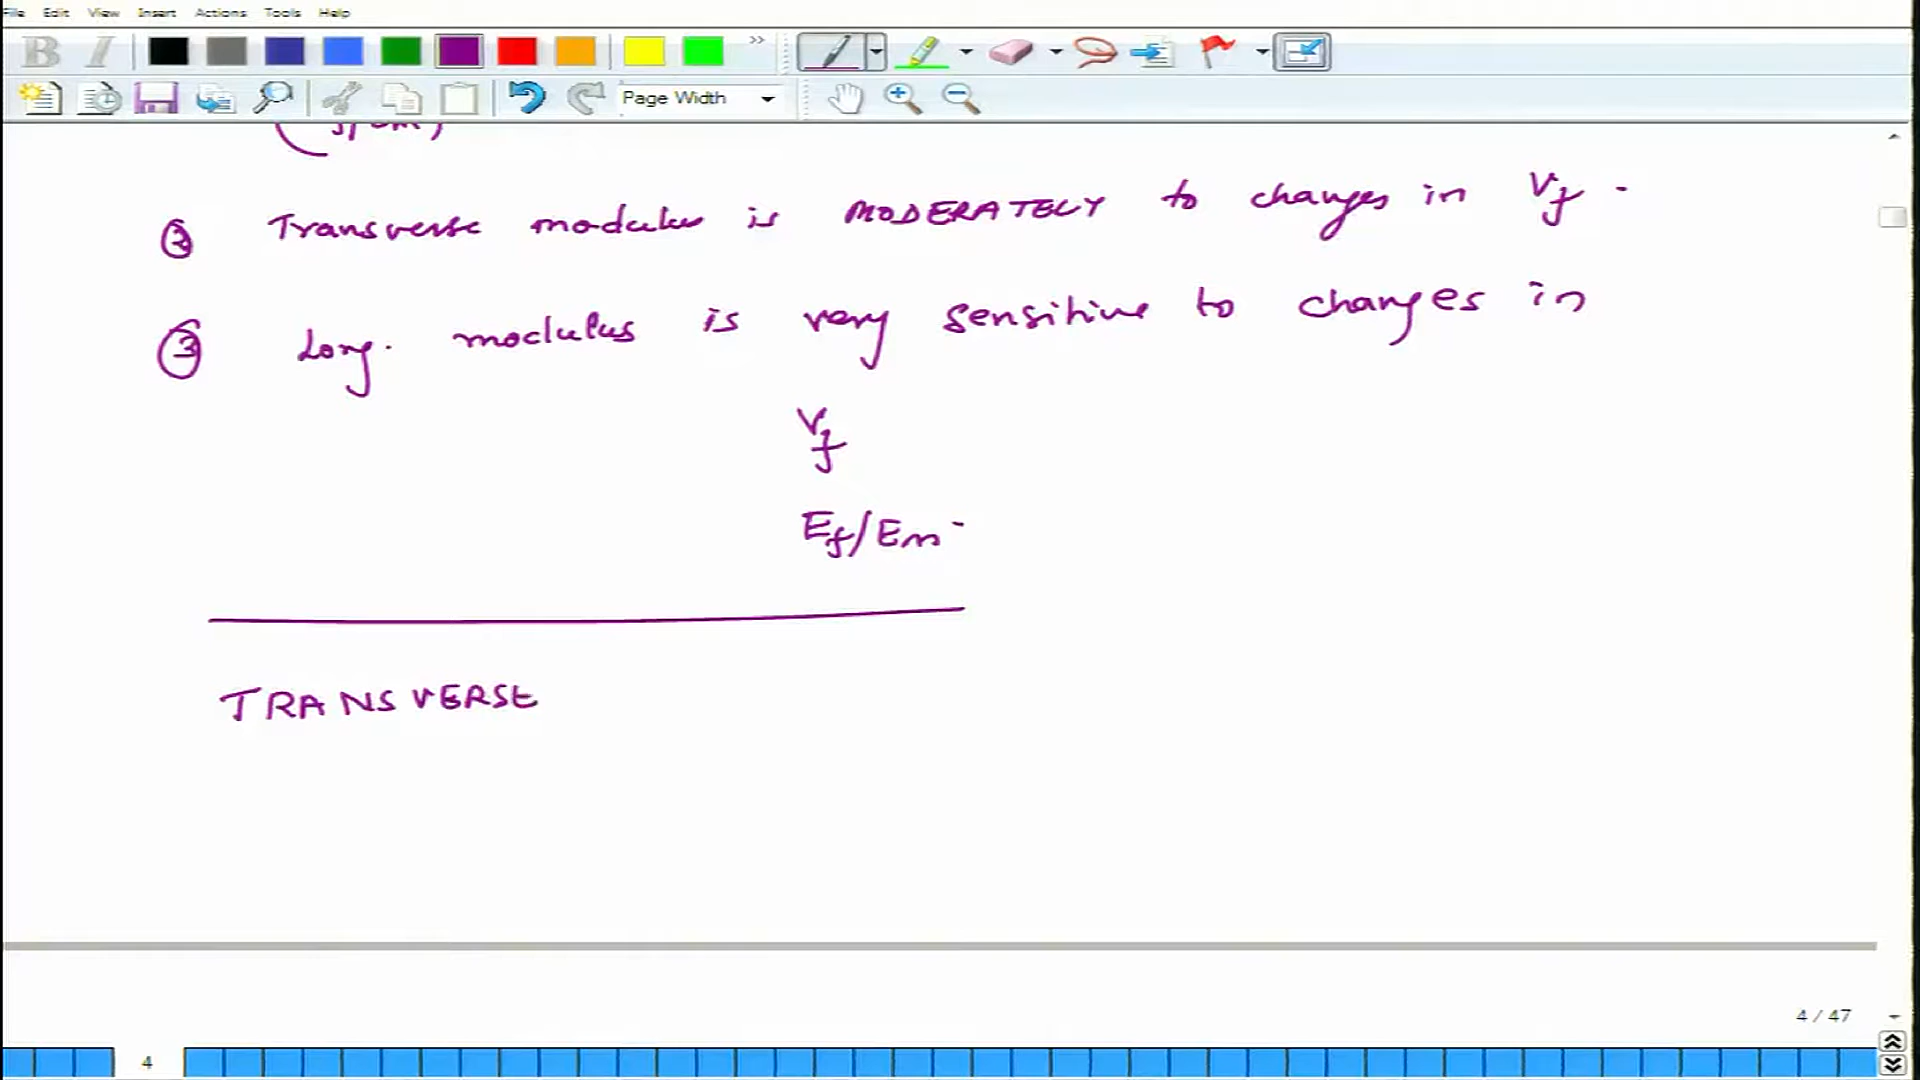 File Edit View Insert Actions Tools Help
B I
Page Width
② Transverse modulus is MODERATELY to changes in Vf .
③ Long. modulus is very sensitive to changes in
Vf
Ef/Em .
TRANSVERSE
4 / 47
4